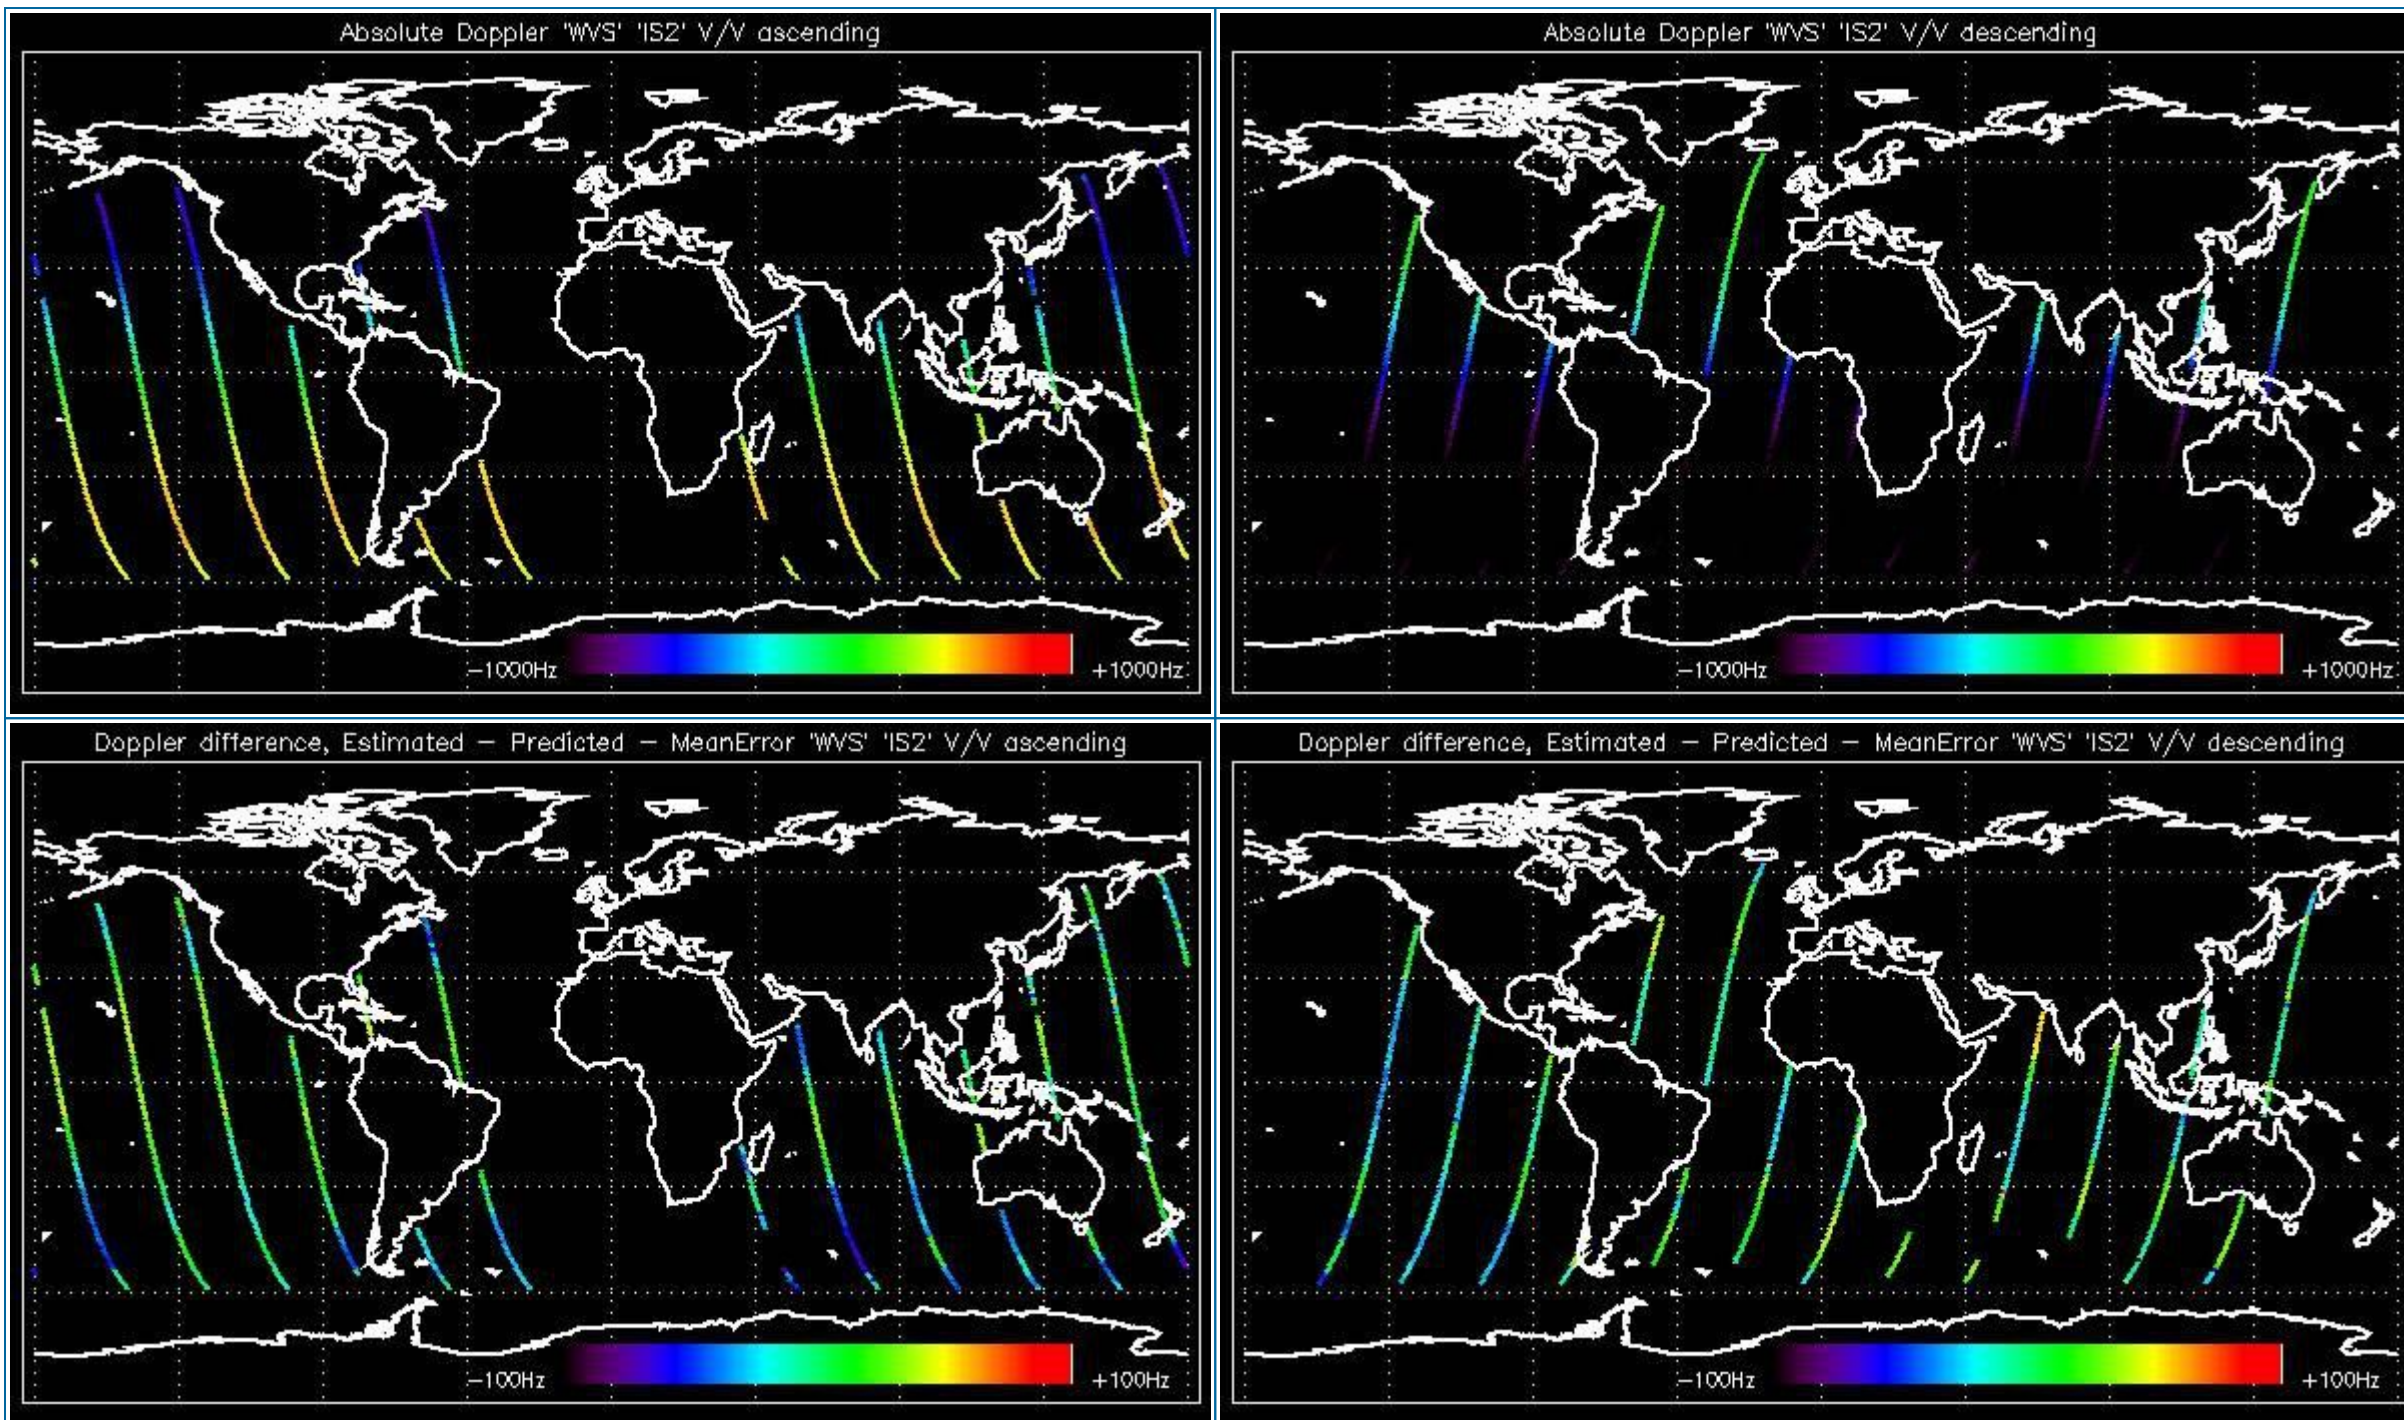 Absolute Doppler 'WVS' 'IS2' V/V ascending
-1000Hz
+1000Hz
Absolute Doppler 'WVS' 'IS2' V/V descending
-1000Hz
+1000Hz
Doppler difference, Estimated - Predicted - MeanError 'WVS' 'IS2' V/V ascending
-100Hz
+100Hz
Doppler difference, Estimated - Predicted - MeanError 'WVS' 'IS2' V/V descending
-100Hz
+100Hz